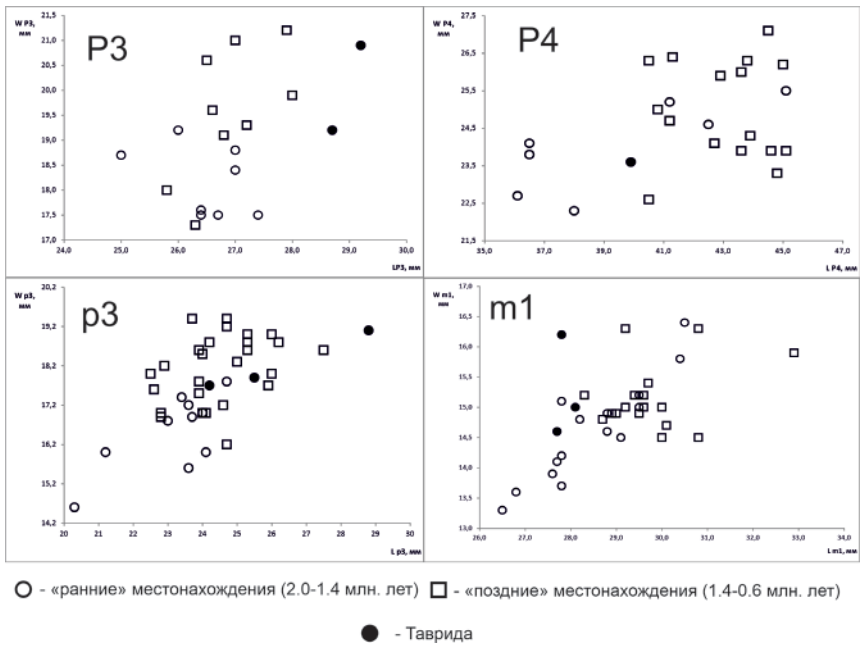 W P3,
мм
P3
21,5
21,0
20,5
20,0
19,5
19,0
18,5
18,0
17,5
17,0
24,0 25,0 26,0 27,0 28,0 29,0 30,0
LP3, мм
W P4,
мм
P4
27,5
26,5
25,5
24,5
23,5
22,5
21,5
35,0 37,0 39,0 41,0 43,0 45,0 47,0
L P4, мм
W p3,
мм
p3
20,2
19,2
18,2
17,2
16,2
15,2
14,2
20 22 23 24 25 26 27 28 29 30
L p3, мм
W m1,
мм
m1
17,0
16,5
16,0
15,5
15,0
14,5
14,0
13,5
13,0
26,0 27,0 28,0 29,0 30,0 31,0 32,0 33,0 34,0
L m1, мм
- «ранние» местонахождения (2.0-1.4 млн. лет) - «поздние» местонахождения (1.4-0.6 млн. лет)
- Таврида